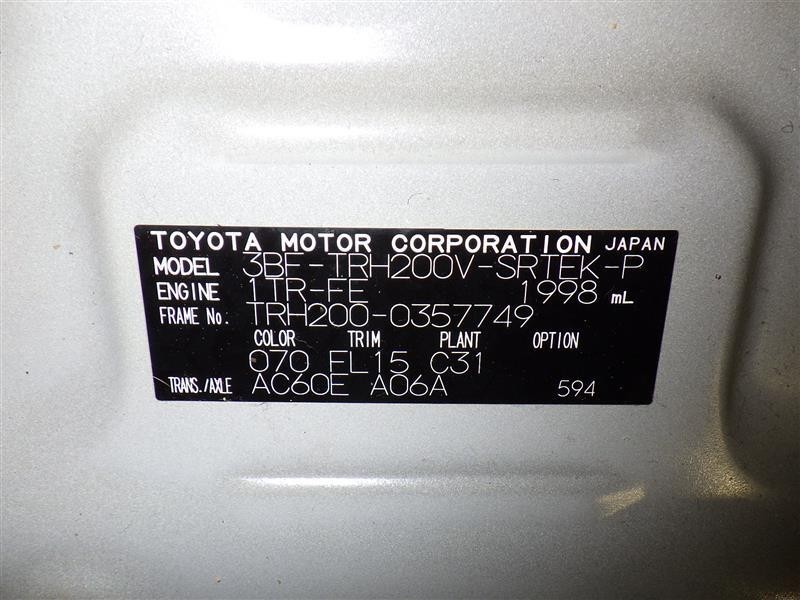 TOYOTA MOTOR CORPORATION JAPAN
MODEL 3BF-TRH200V-SRTEK-P
ENGINE 1TR-FE 1998 mL
FRAME No. TRH200-0357749
COLOR TRIM PLANT OPTION
070 FL15 C31
TRANS./AXLE AC60E A06A 594